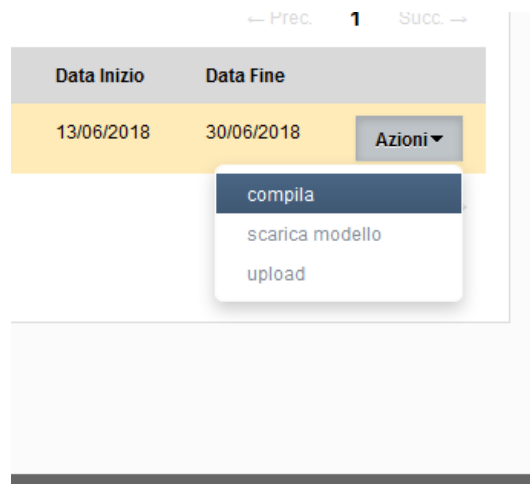 ← Prec. 1 Succ. →
Data Inizio Data Fine
13/06/2018 30/06/2018 Azioni
compila
scarica modello
upload